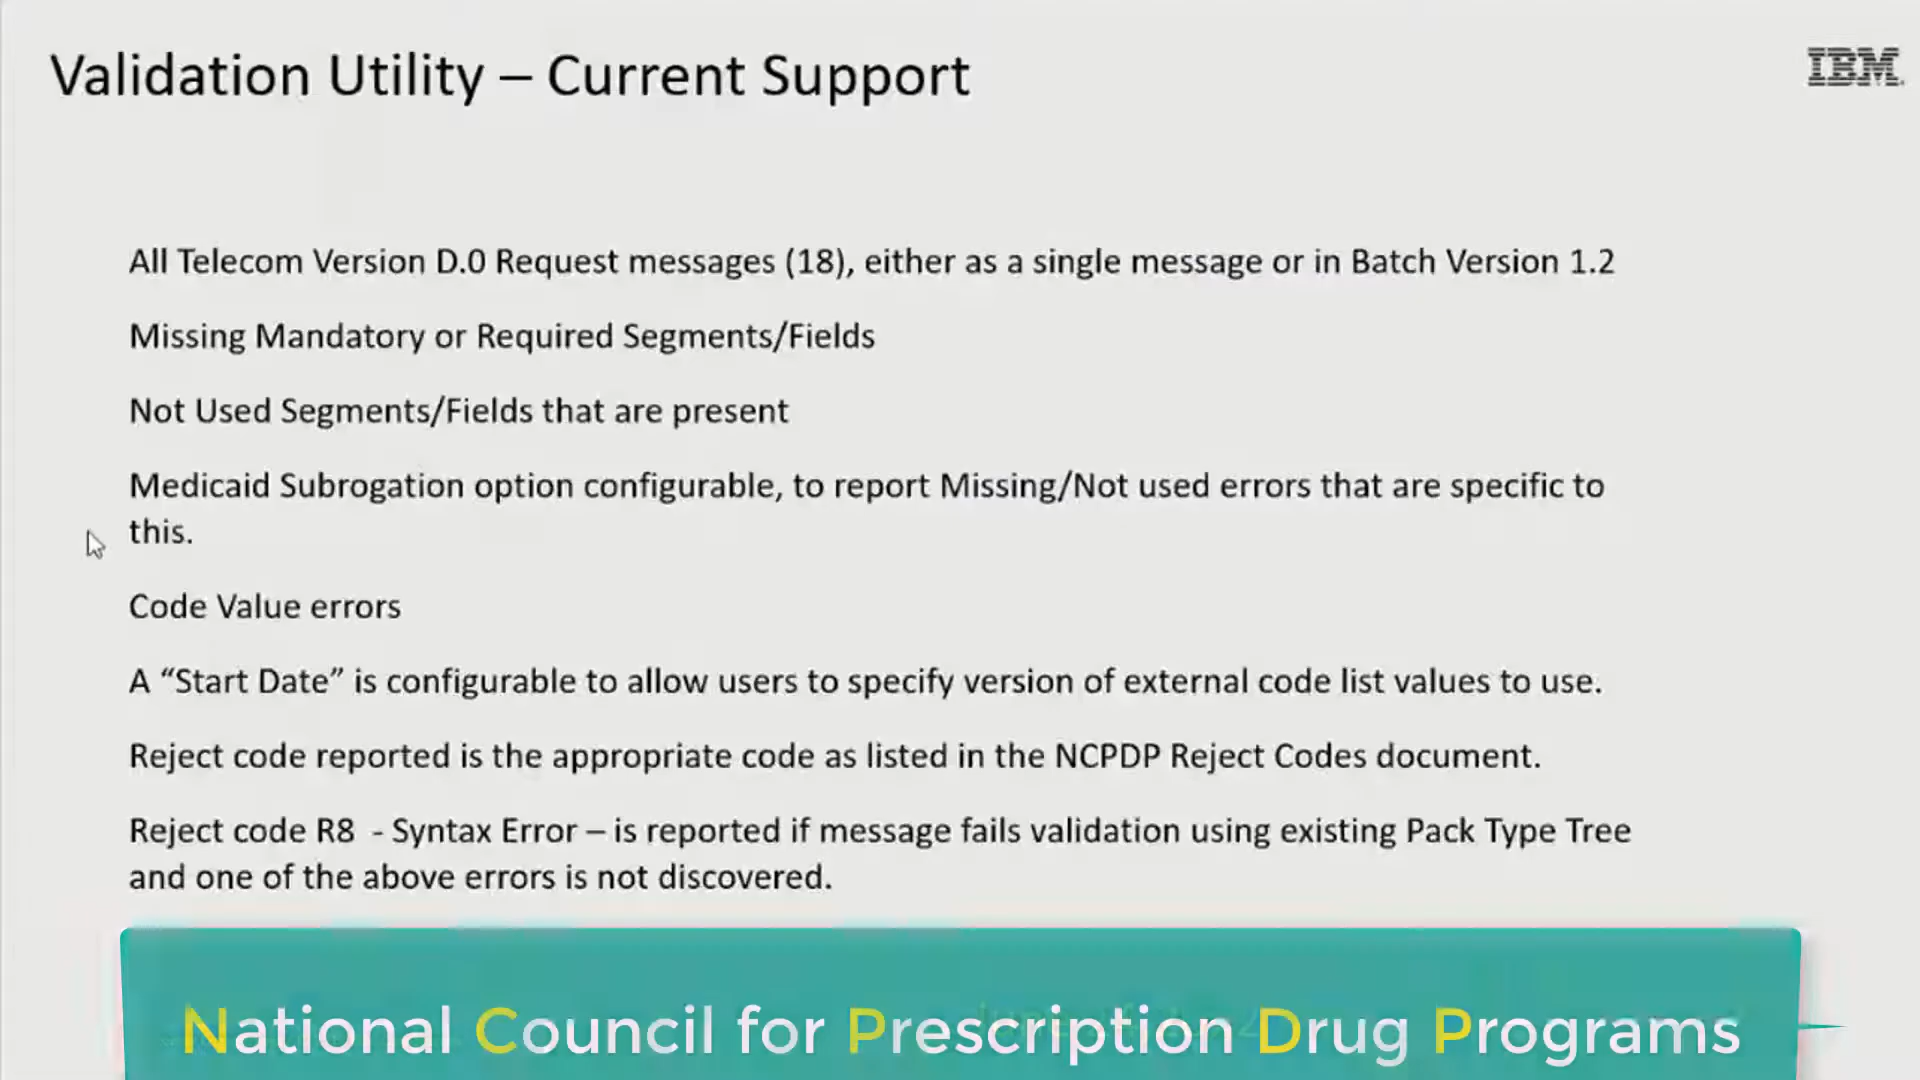 Validation Utility – Current Support
IBM
All Telecom Version D.0 Request messages (18), either as a single message or in Batch Version 1.2
Missing Mandatory or Required Segments/Fields
Not Used Segments/Fields that are present
Medicaid Subrogation option configurable, to report Missing/Not used errors that are specific to
this.
Code Value errors
A “Start Date” is configurable to allow users to specify version of external code list values to use.
Reject code reported is the appropriate code as listed in the NCPDP Reject Codes document.
Reject code R8 - Syntax Error – is reported if message fails validation using existing Pack Type Tree
and one of the above errors is not discovered.
National Council for Prescription Drug Programs